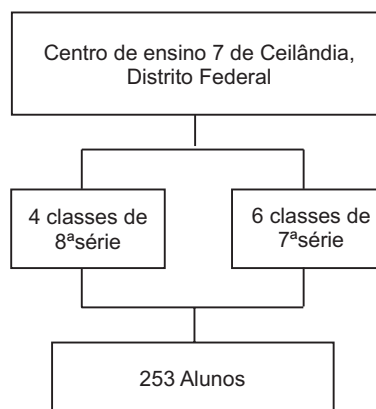 Centro de ensino 7 de Ceilândia,
Distrito Federal
4 classes de
8ªsérie
6 classes de
7ªsérie
253 Alunos